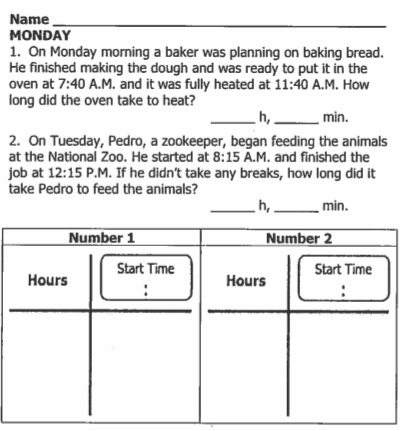 Name
MONDAY
1. On Monday morning a baker was planning on baking bread.
He finished making the dough and was ready to put it in the
oven at 7:40 A.M. and it was fully heated at 11:40 A.M. How
long did the oven take to heat?
______ h, ______ min.
2. On Tuesday, Pedro, a zookeeper, began feeding the animals
at the National Zoo. He started at 8:15 A.M. and finished the
job at 12:15 P.M. If he didn't take any breaks, how long did it
take Pedro to feed the animals?
______ h, ______ min.
Number 1 Number 2
Hours Start Time : Hours Start Time :